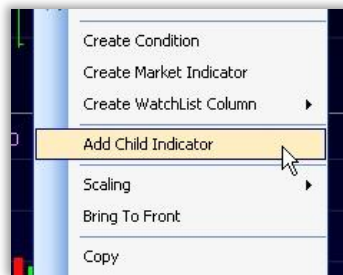 Create Condition
Create Market Indicator
Create WatchList Column
Add Child Indicator
Scaling
Bring To Front
Copy